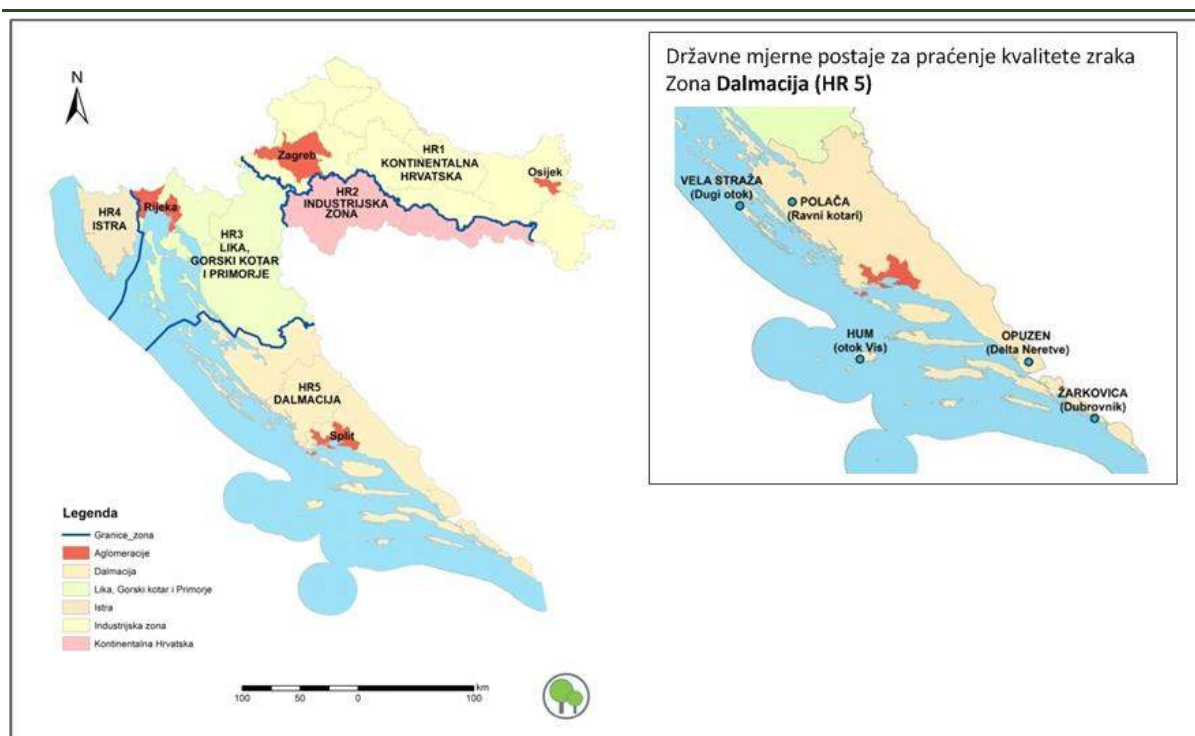 N
Zagreb
HR1
KONTINENTALNA
HRVATSKA
Osijek
HR2
INDUSTRIJSKA
ZONA
HR4
ISTRA
Rijeka
HR3
LIKA,
GORSKI KOTAR
I PRIMORJE
HR5
DALMACIJA
Split
Legenda
Granice_zona
Aglomeracije
Dalmacija
Lika, Gorski kotar i Primorje
Istra
Industrijska zona
Kontinentalna Hrvatska
km
100 50 0 100
Državne mjerne postaje za praćenje kvalitete zraka
Zona Dalmacija (HR 5)
VELA STRAŽA
(Dugi otok)
POLAČA
(Ravni kotari)
HUM
(otok Vis)
OPUZEN
(Delta Neretve)
ŽARKOVICA
(Dubrovnik)